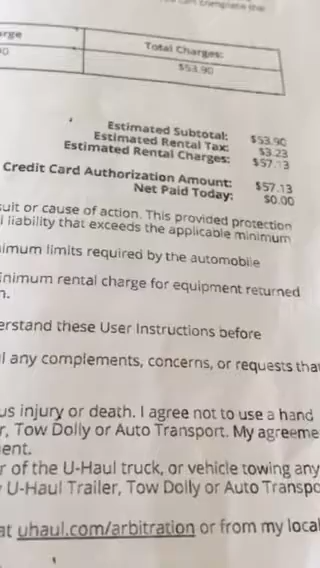 can complete the
arge
Total Charges:
$53.90
Estimated Subtotal: $53.90
Estimated Rental Tax: $3.23
Estimated Rental Charges: $57.13
Credit Card Authorization Amount: $57.13
Net Paid Today: $0.00
suit or cause of action. This provided protection
l liability that exceeds the applicable minimum
nimum limits required by the automobile
inimum rental charge for equipment returned
n.
erstand these User Instructions before
l any complements, concerns, or requests that
us injury or death. I agree not to use a hand
r, Tow Dolly or Auto Transport. My agreeme
ent.
r of the U-Haul truck, or vehicle towing any
U-Haul Trailer, Tow Dolly or Auto Transpo
at uhaul.com/arbitration or from my local